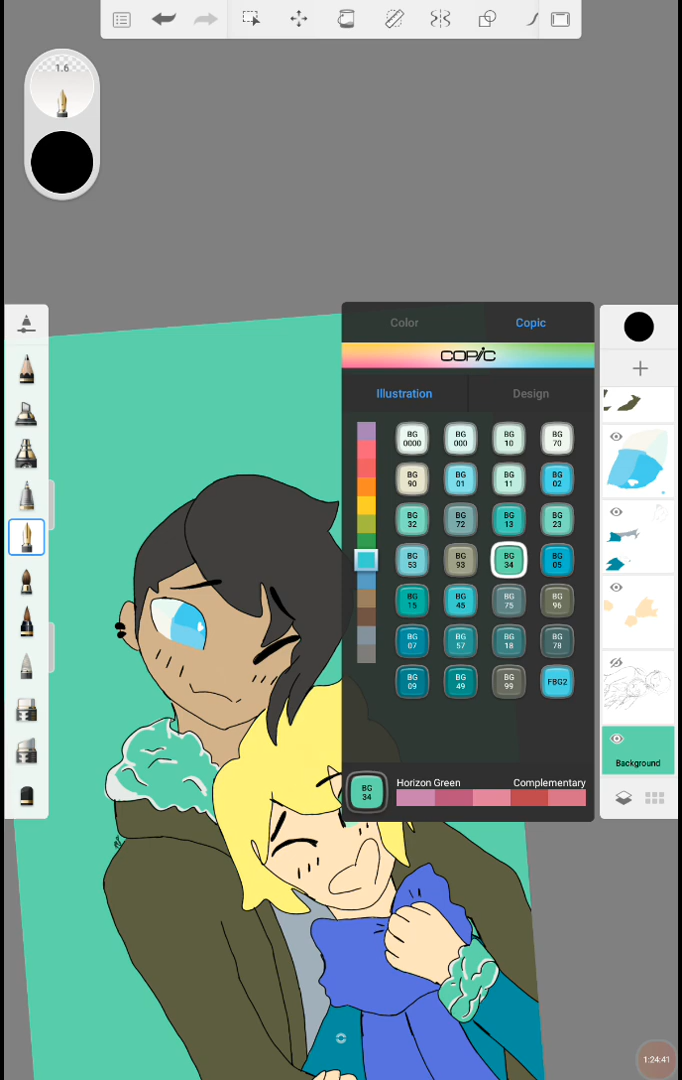 1.6
Color Copic
COPIC
Illustration Design
BG 0000 BG 000 BG 10 BG 70
BG 90 BG 01 BG 11 BG 02
BG 32 BG 72 BG 13 BG 23
BG 53 BG 93 BG 34 BG 05
BG 15 BG 45 BG 75 BG 96
BG 07 BG 57 BG 18 BG 78
BG 09 BG 49 BG 99 FBG2
Background
BG 34 Horizon Green Complementary
1:24:41